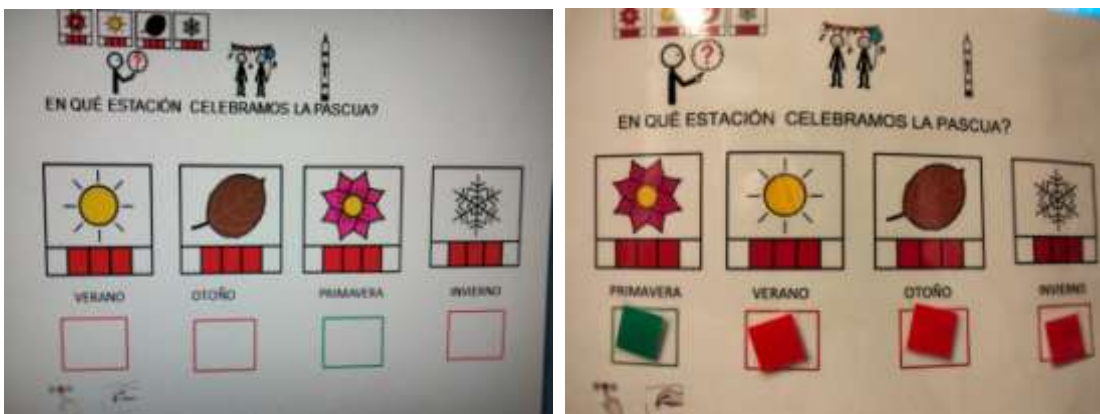 EN QUÉ ESTACIÓN CELEBRAMOS LA PASCUA?
VERANO OTOÑO PRIMAVERA INVIERNO
EN QUÉ ESTACIÓN CELEBRAMOS LA PASCUA?
PRIMAVERA VERANO OTOÑO INVIERNO